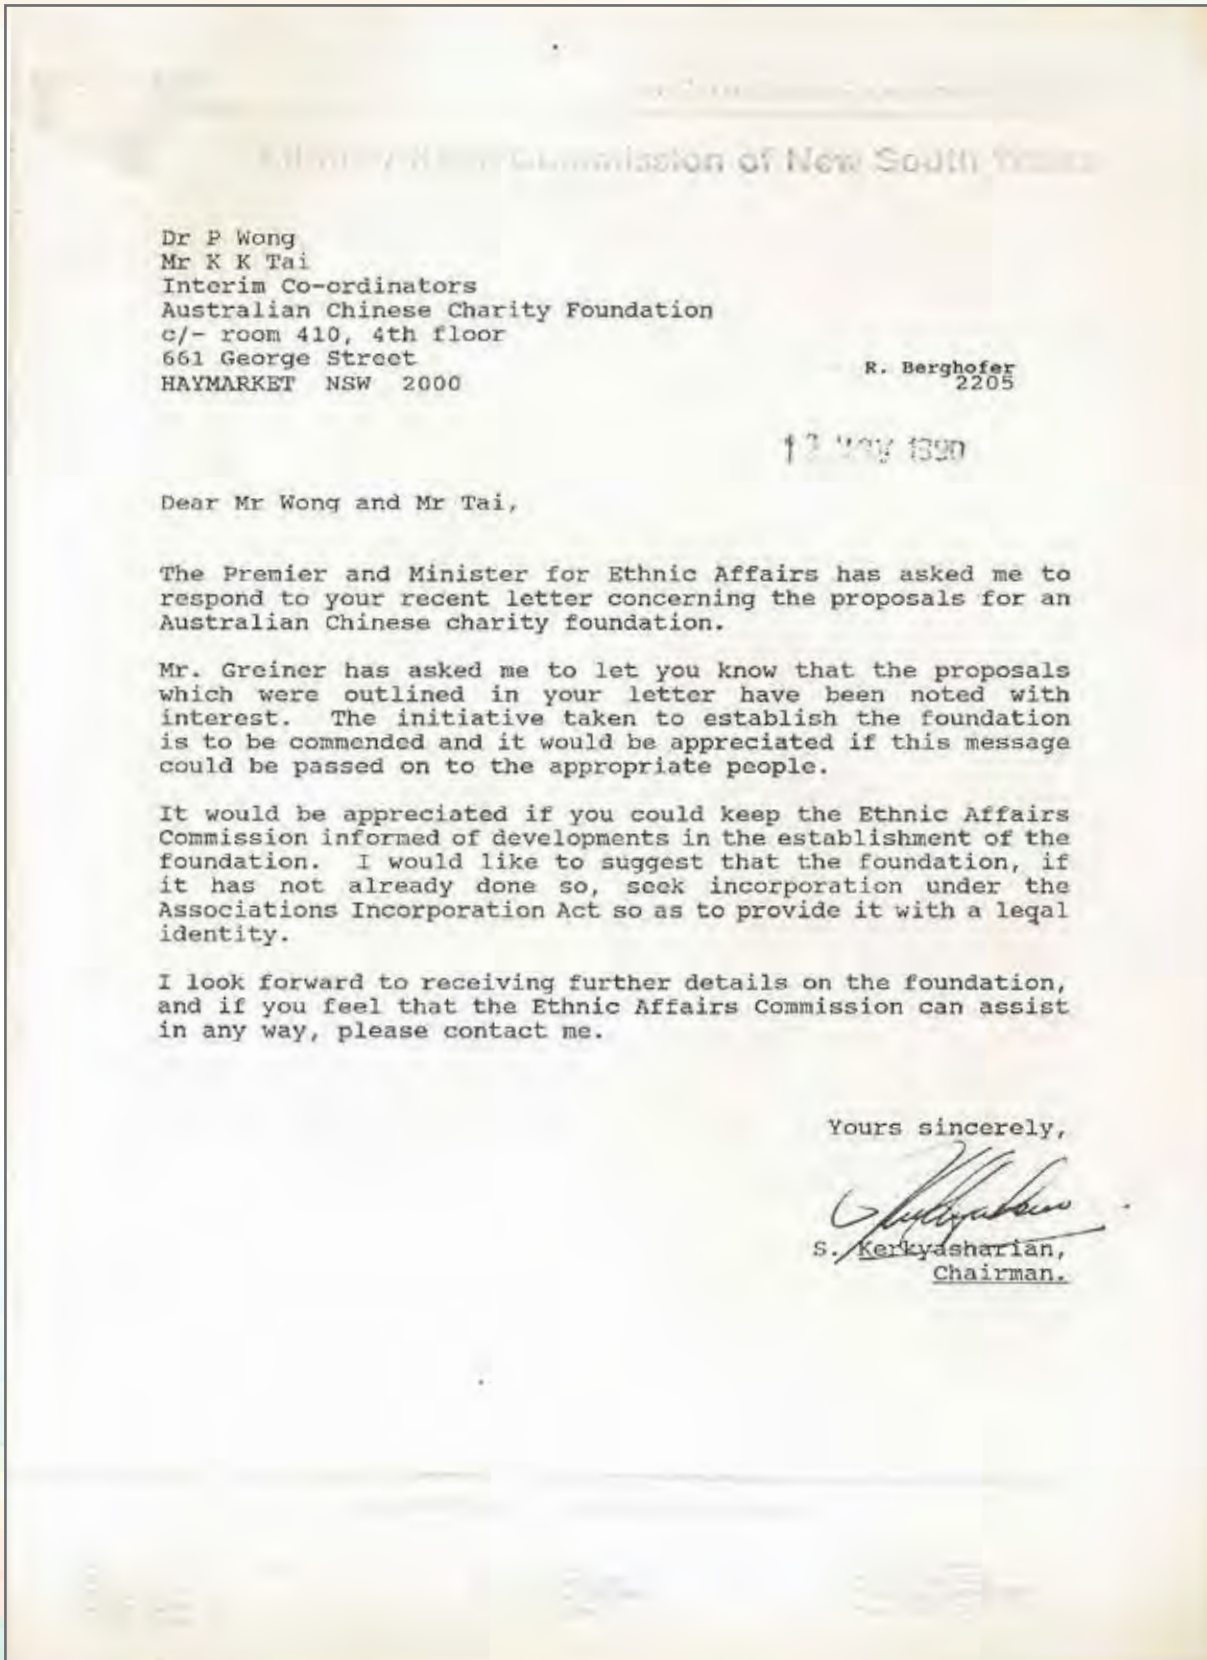 Commission of New South Wales
Dr P Wong
Mr K K Tai
Interim Co-ordinators
Australian Chinese Charity Foundation
c/- room 410, 4th floor
661 George Street
HAYMARKET NSW 2000
R. Berghofer
2205
MAY 1990
Dear Mr Wong and Mr Tai,
The Premier and Minister for Ethnic Affairs has asked me to
respond to your recent letter concerning the proposals for an
Australian Chinese charity foundation.
Mr. Greiner has asked me to let you know that the proposals
which were outlined in your letter have been noted with
interest. The initiative taken to establish the foundation
is to be commended and it would be appreciated if this message
could be passed on to the appropriate people.
It would be appreciated if you could keep the Ethnic Affairs
Commission informed of developments in the establishment of the
foundation. I would like to suggest that the foundation, if
it has not already done so, seek incorporation under the
Associations Incorporation Act so as to provide it with a legal
identity.
I look forward to receiving further details on the foundation,
and if you feel that the Ethnic Affairs Commission can assist
in any way, please contact me.
Yours sincerely,
S. Kerkyasharian,
Chairman.